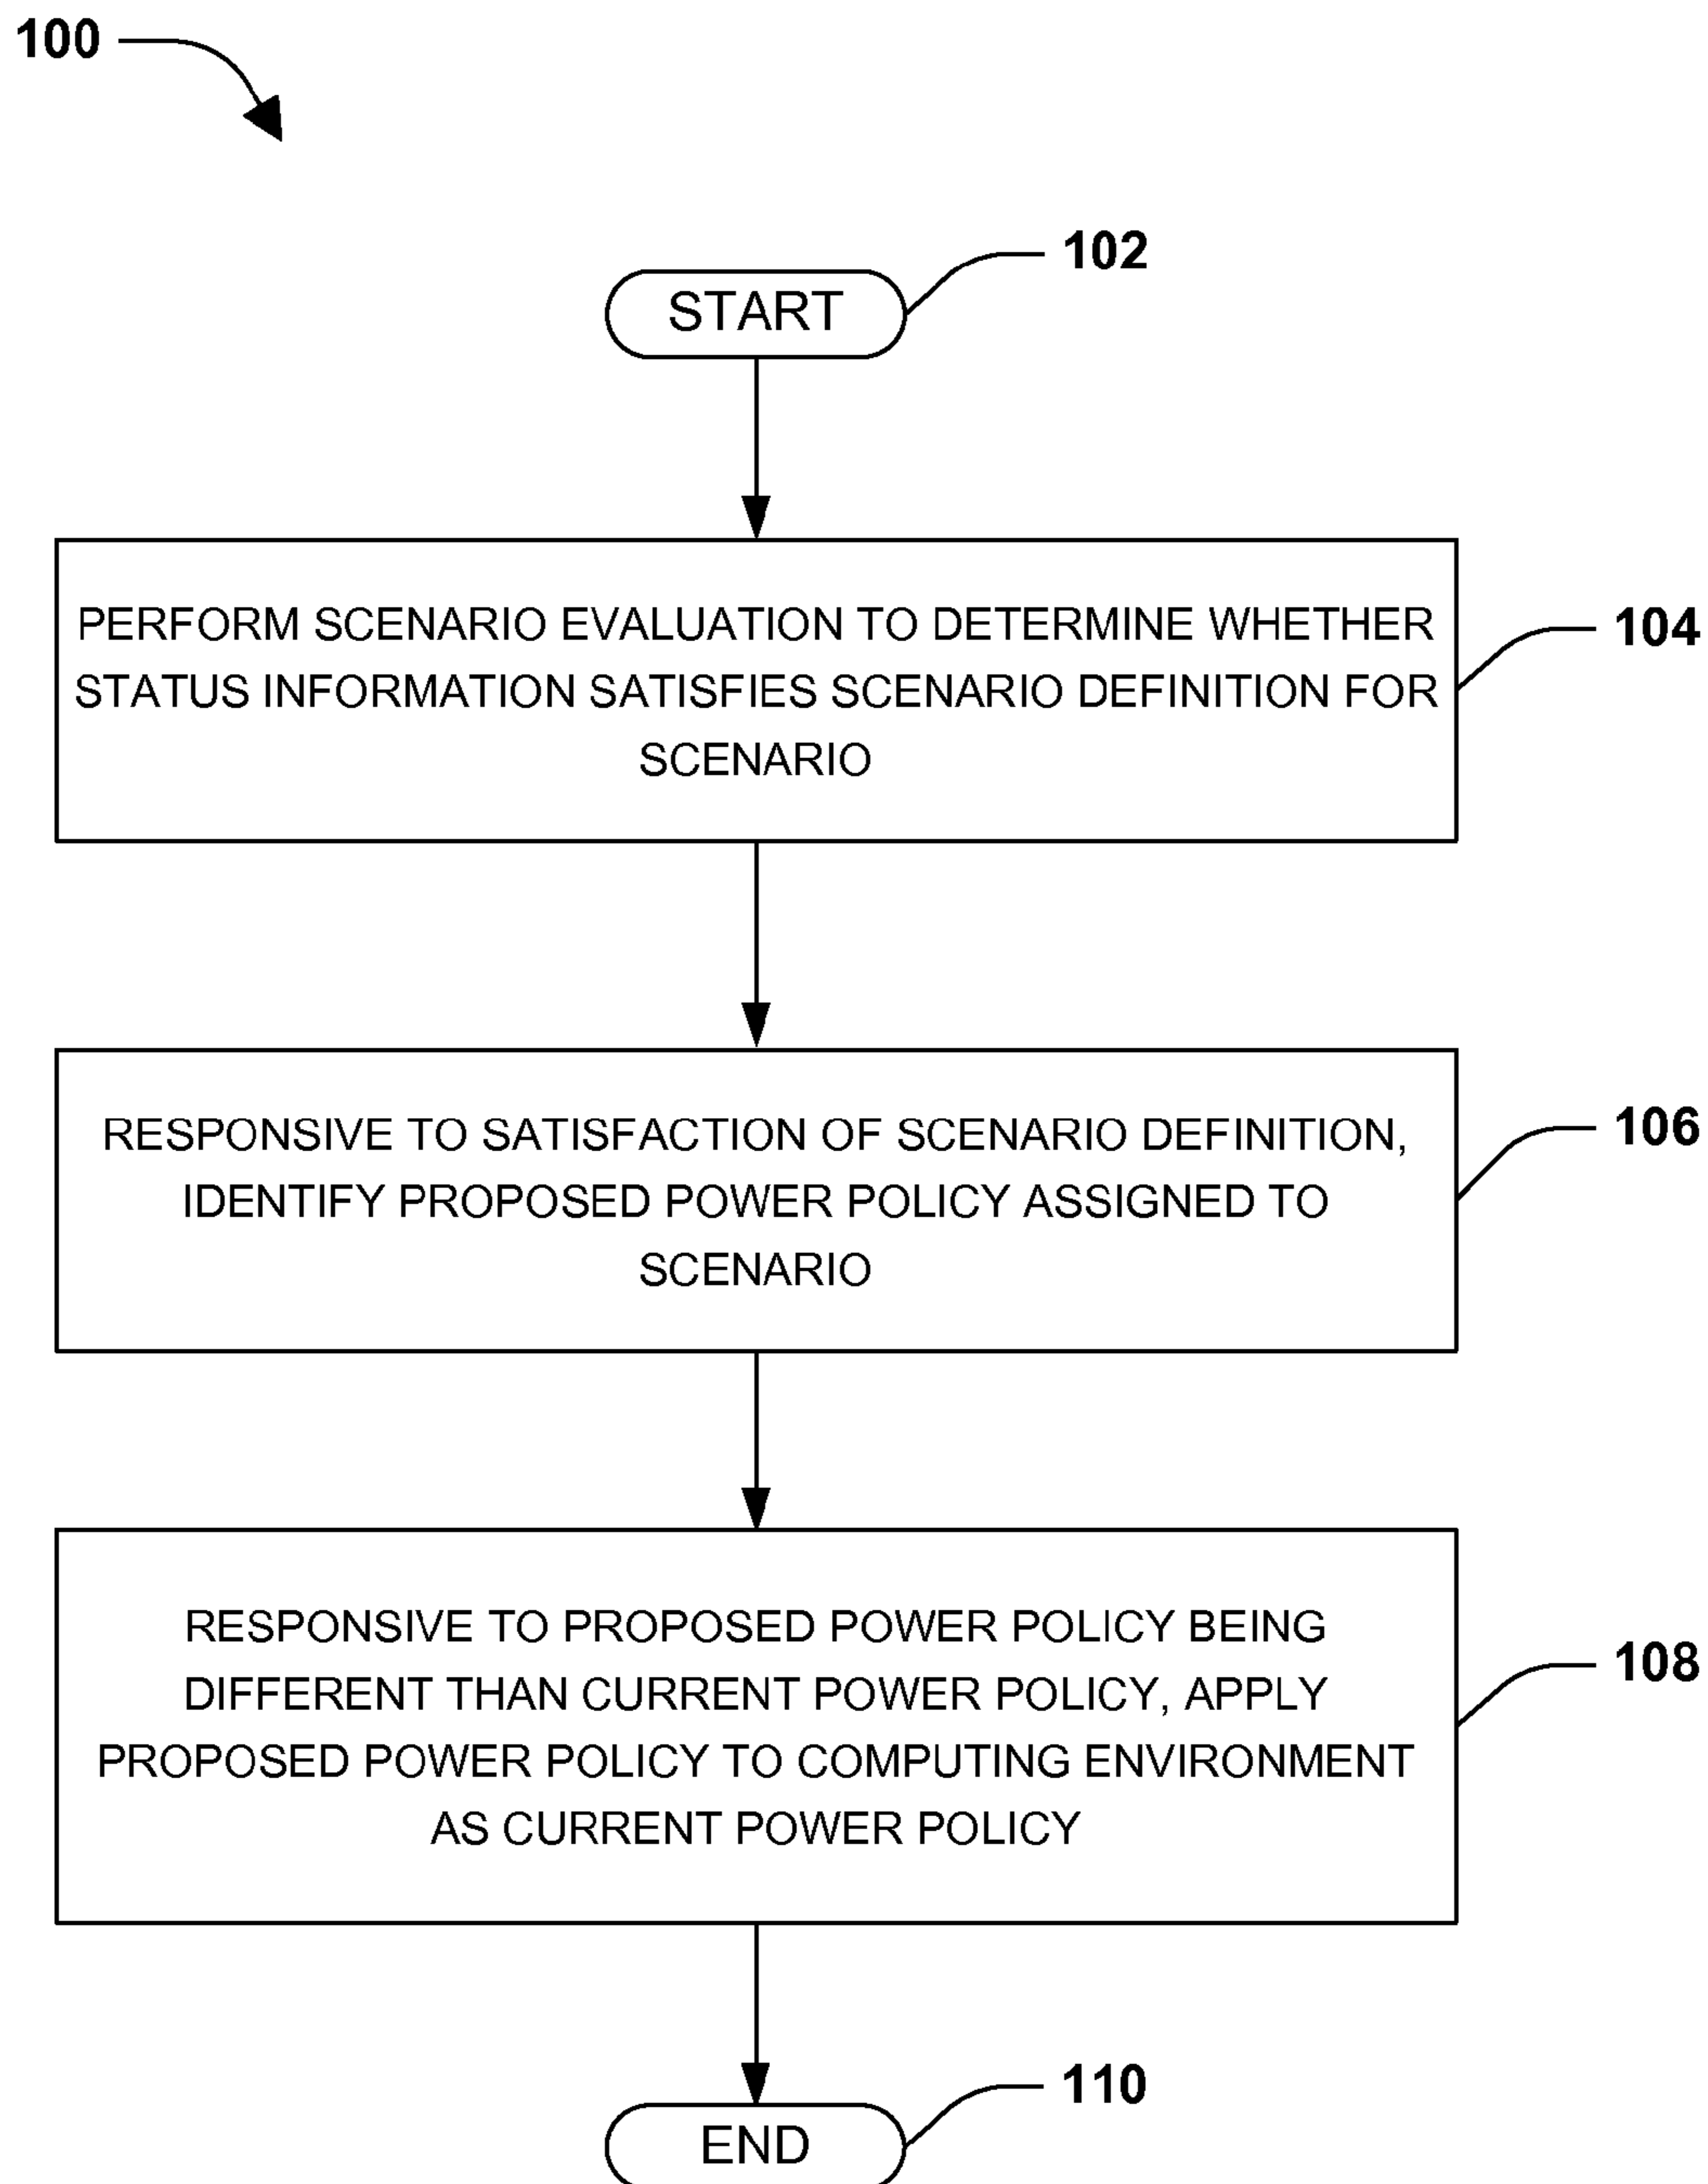 100
102
START
PERFORM SCENARIO EVALUATION TO DETERMINE WHETHER
STATUS INFORMATION SATISFIES SCENARIO DEFINITION FOR
SCENARIO
104
RESPONSIVE TO SATISFACTION OF SCENARIO DEFINITION,
IDENTIFY PROPOSED POWER POLICY ASSIGNED TO
SCENARIO
106
RESPONSIVE TO PROPOSED POWER POLICY BEING
DIFFERENT THAN CURRENT POWER POLICY, APPLY
PROPOSED POWER POLICY TO COMPUTING ENVIRONMENT
AS CURRENT POWER POLICY
108
110
END